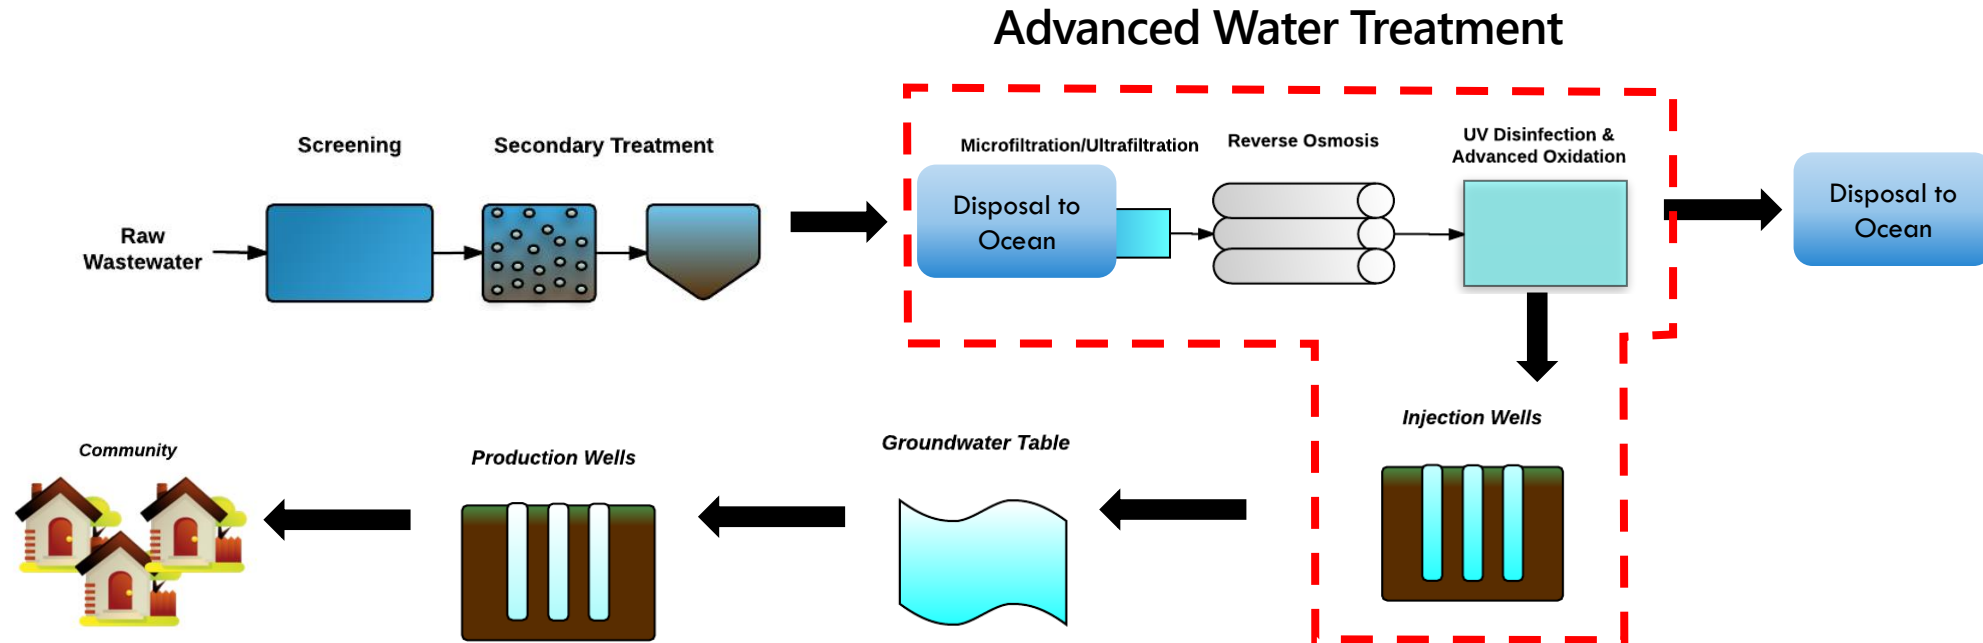 Advanced Water Treatment
Screening
Secondary Treatment
Microfiltration/Ultrafiltration
Reverse Osmosis
UV Disinfection &
Advanced Oxidation
Raw
Wastewater
Disposal to
Ocean
Disposal to
Ocean
Injection Wells
Groundwater Table
Production Wells
Community